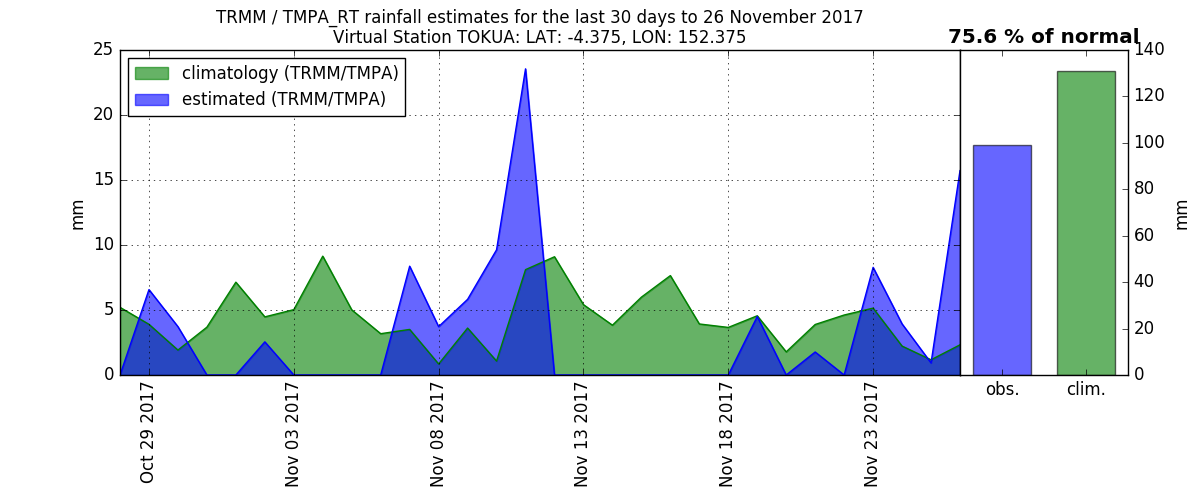 TRMM / TMPA_RT rainfall estimates for the last 30 days to 26 November 2017
Virtual Station TOKUA: LAT: -4.375, LON: 152.375
75.6 % of normal
climatology (TRMM/TMPA)
estimated (TRMM/TMPA)
25
20
15
10
5
0
mm
Oct 29 2017
Nov 03 2017
Nov 08 2017
Nov 13 2017
Nov 18 2017
Nov 23 2017
obs.
clim.
140
120
100
80
60
40
20
0
mm